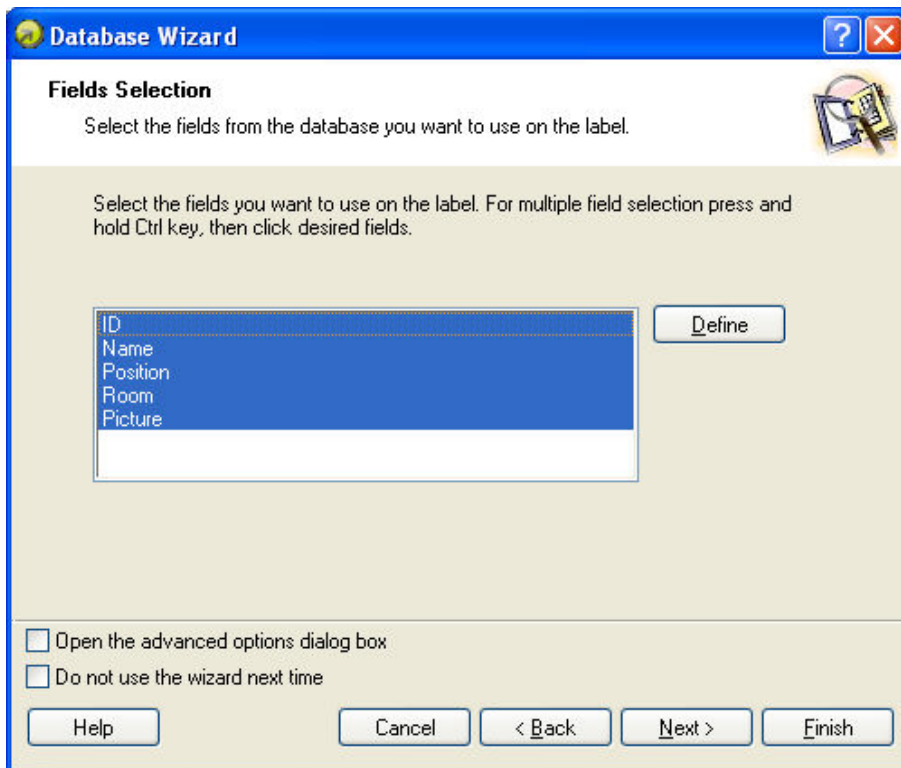 Database Wizard
?
Fields Selection
Select the fields from the database you want to use on the label.
Select the fields you want to use on the label. For multiple field selection press and
hold Ctrl key, then click desired fields.
ID
Define
Name
Position
Room
Picture
Open the advanced options dialog box
Do not use the wizard next time
Help
Cancel
< Back
Next >
Finish